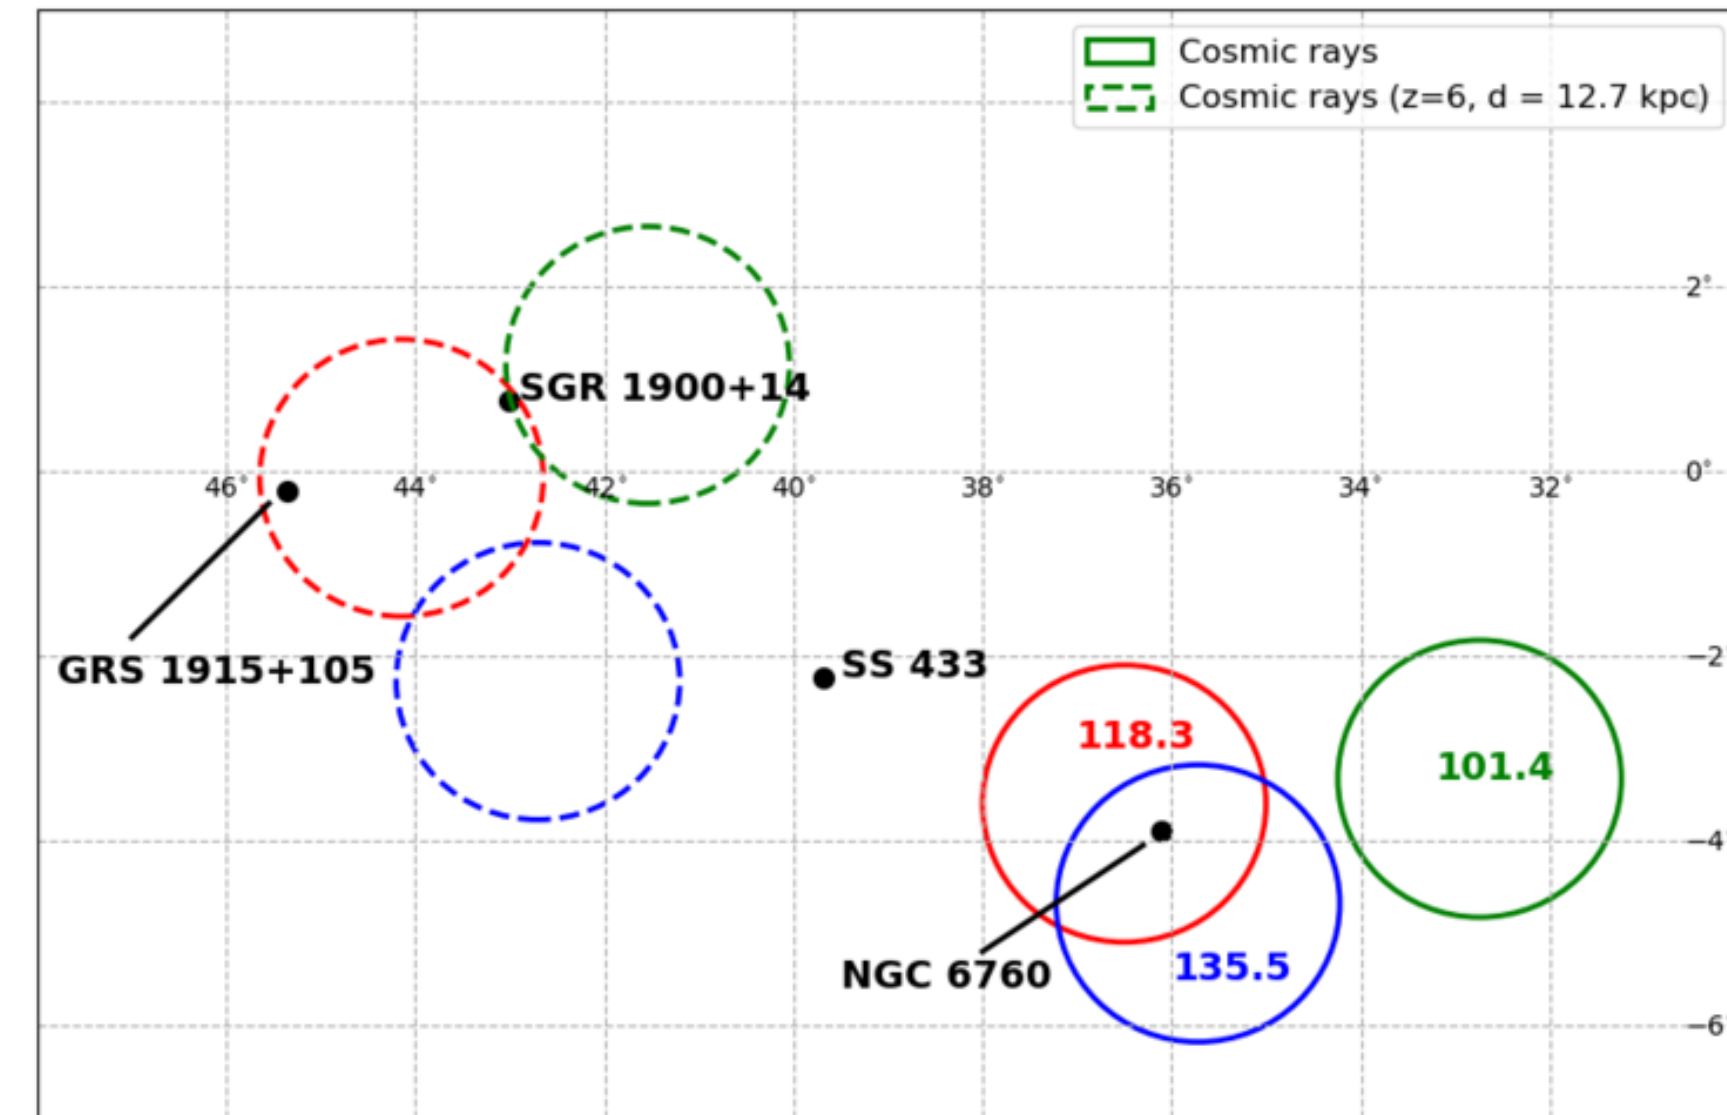 Cosmic rays
Cosmic rays (z=6, d = 12.7 kpc)
2°
SGR 1900+14
0°
46° 44° 42° 40° 38° 36° 34° 32°
GRS 1915+105
SS 433
−2
118.3
101.4
−4
NGC 6760
135.5
−6